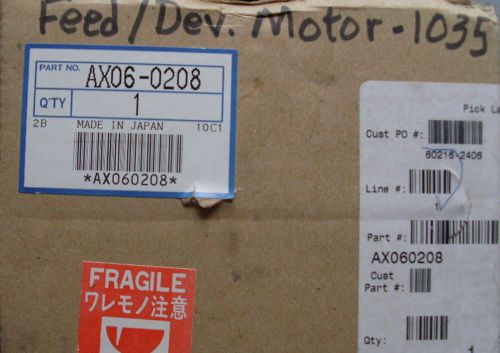 Feed/Dev. Motor-1035
PART NO. AX06-0208
Q'TY 1
2B MADE IN JAPAN 10C1
*AX060208*
FRAGILE
ワレモノ注意
Pick
Cust PO #:
60216-2406
Line #:
1
Part #:
AX060208
Cust
Part #:
Qty:
1